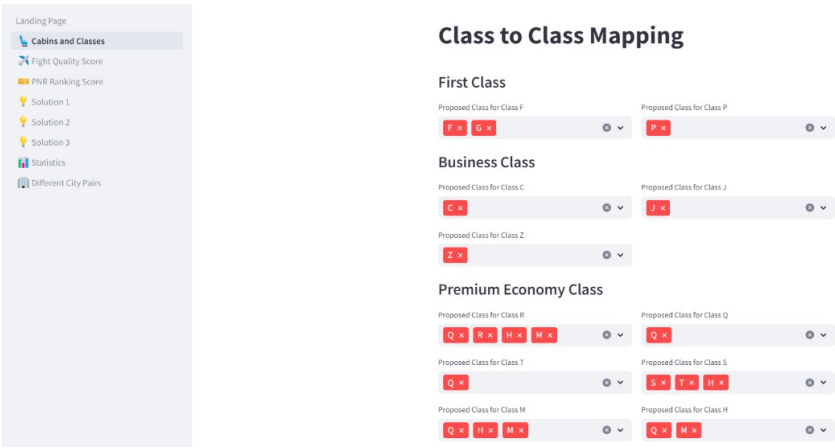 Landing Page
Cabins and Classes
Fight Quality Score
PNR Ranking Score
Solution 1
Solution 2
Solution 3
Statistics
Different City Pairs
Class to Class Mapping
First Class
Proposed Class for Class F
F × G ×
Proposed Class for Class P
P ×
Business Class
Proposed Class for Class C
C ×
Proposed Class for Class J
J ×
Proposed Class for Class Z
Z ×
Premium Economy Class
Proposed Class for Class R
Q × R × H × M ×
Proposed Class for Class Q
Q ×
Proposed Class for Class T
Q ×
Proposed Class for Class S
S × T × H ×
Proposed Class for Class M
Q × H × M ×
Proposed Class for Class H
Q × M ×